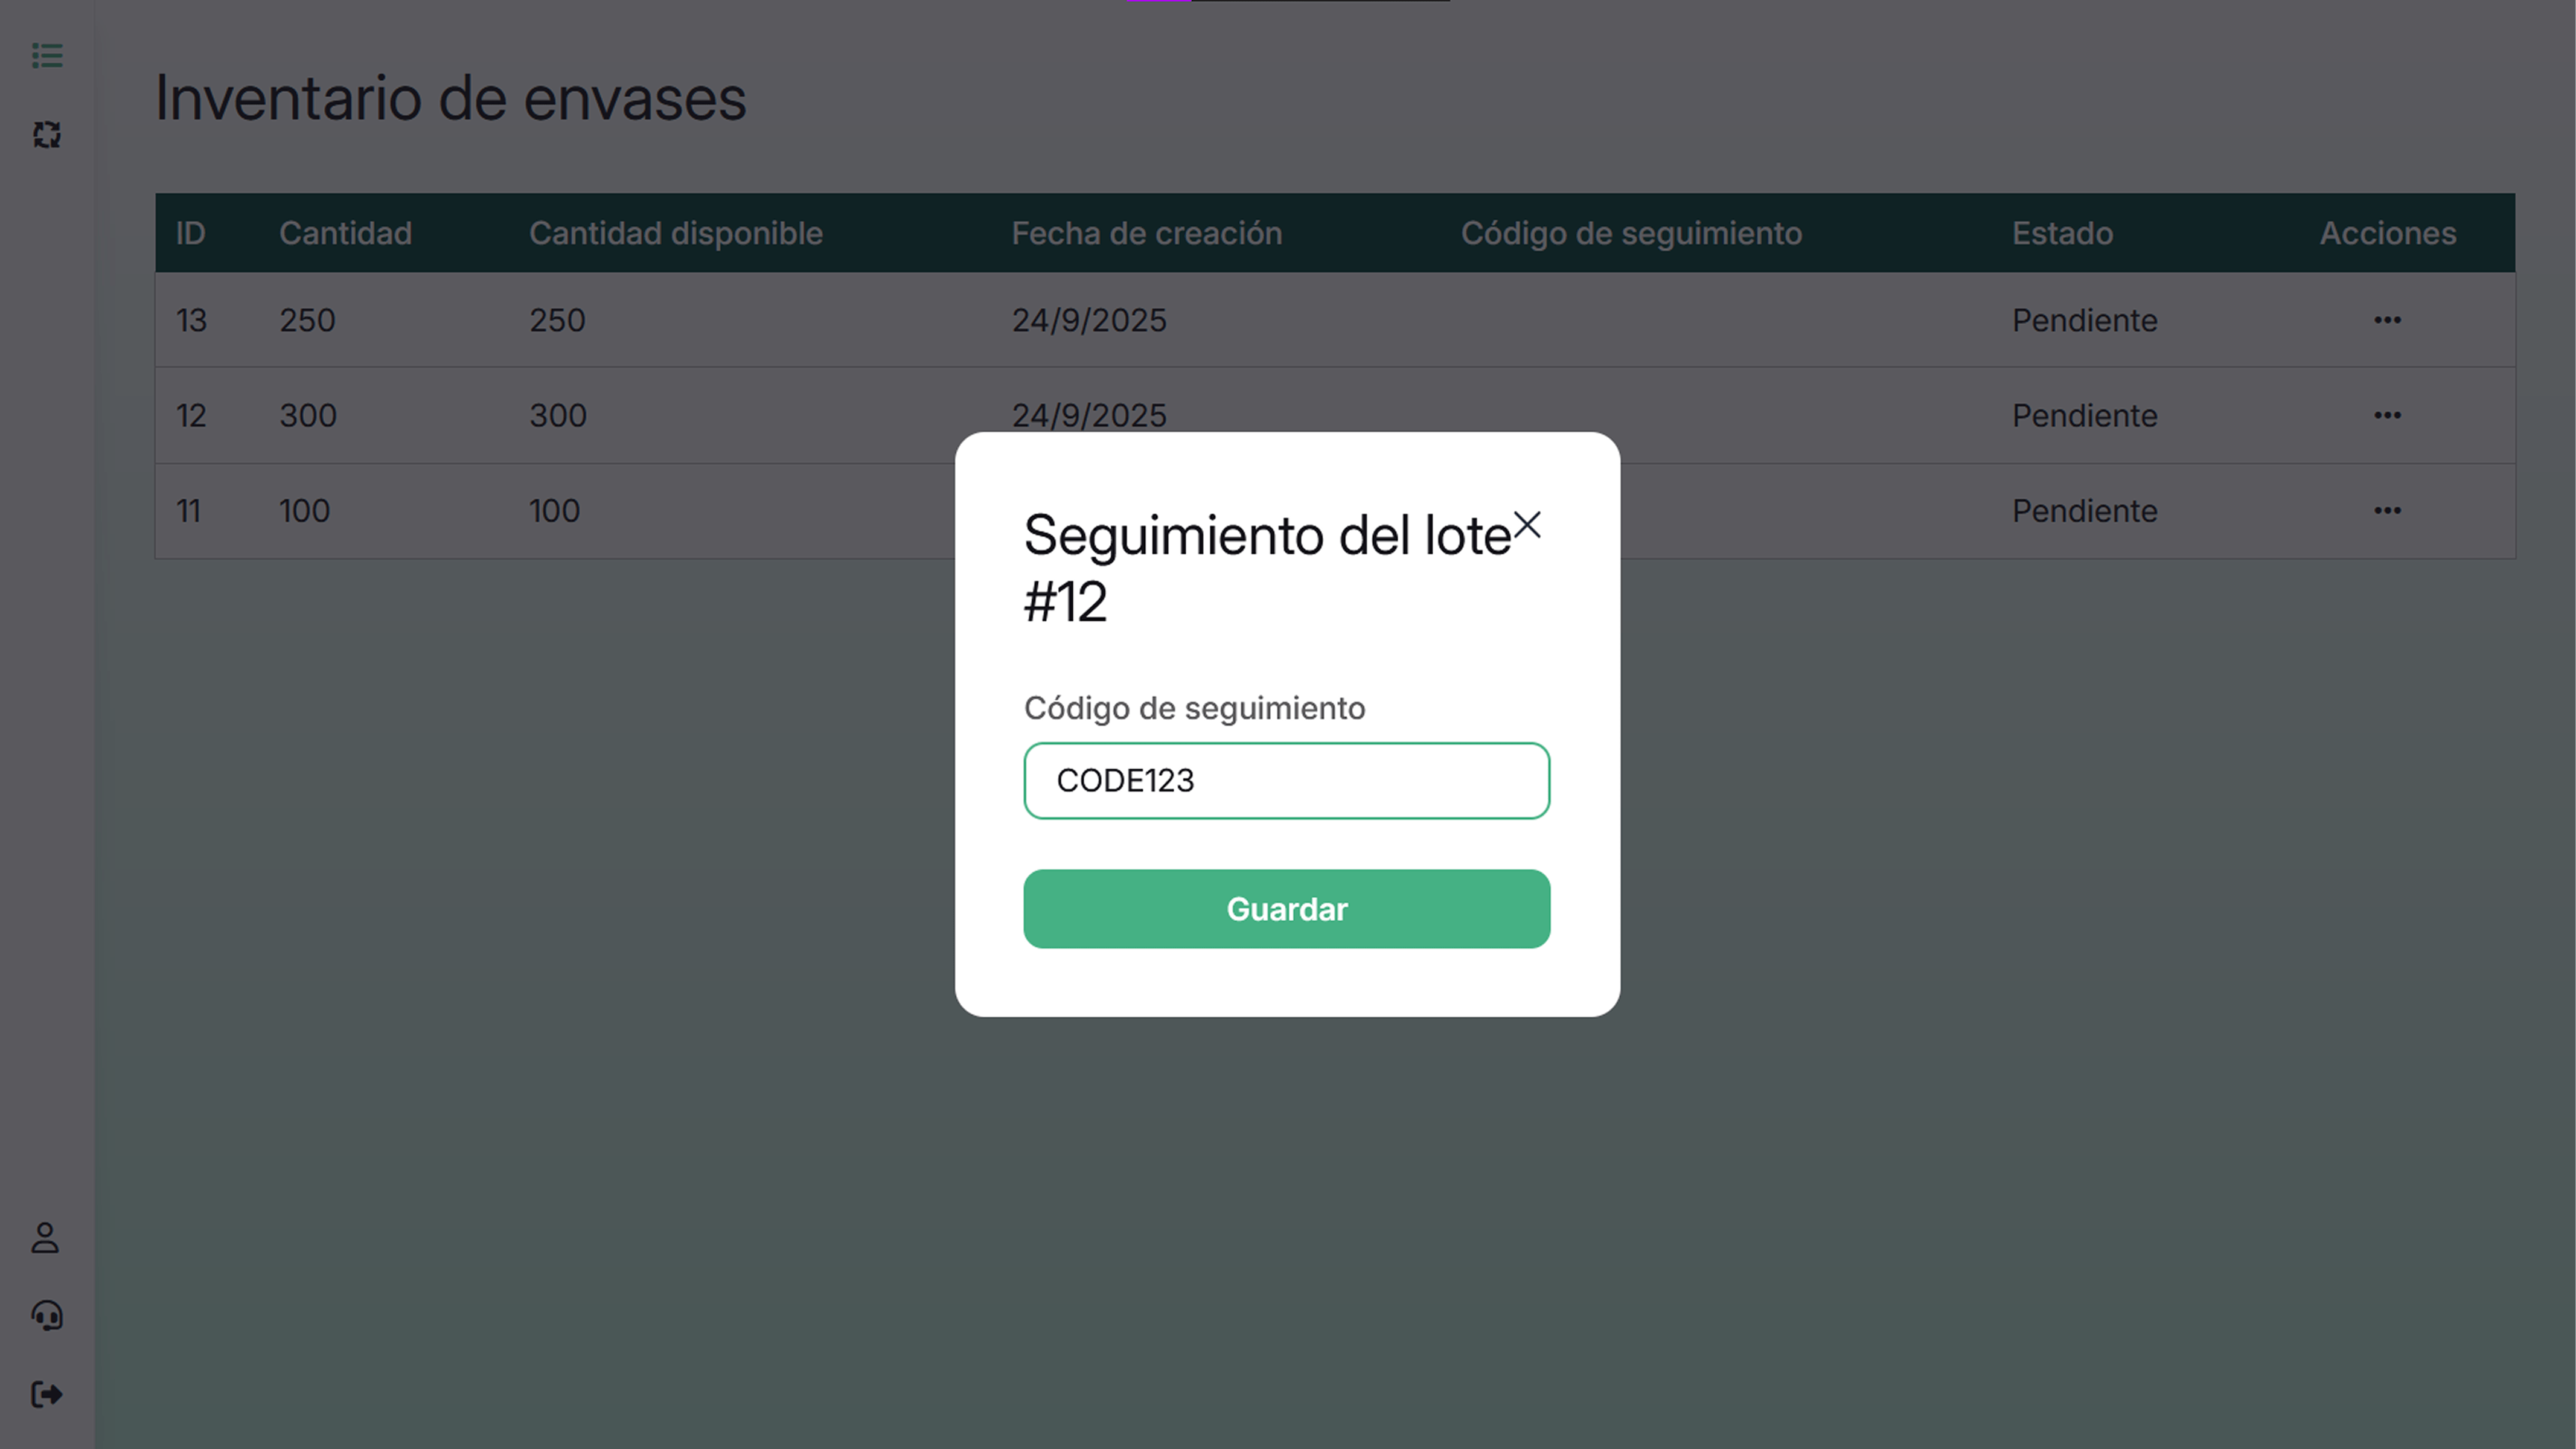 Inventario de envases
ID Cantidad Cantidad disponible Fecha de creación Código de seguimiento Estado Acciones
13 250 250 24/9/2025 Pendiente •••
12 300 300 24/9/2025 Pendiente •••
11 100 100 Pendiente •••
Seguimiento del lote
#12
Código de seguimiento
CODE123
Guardar